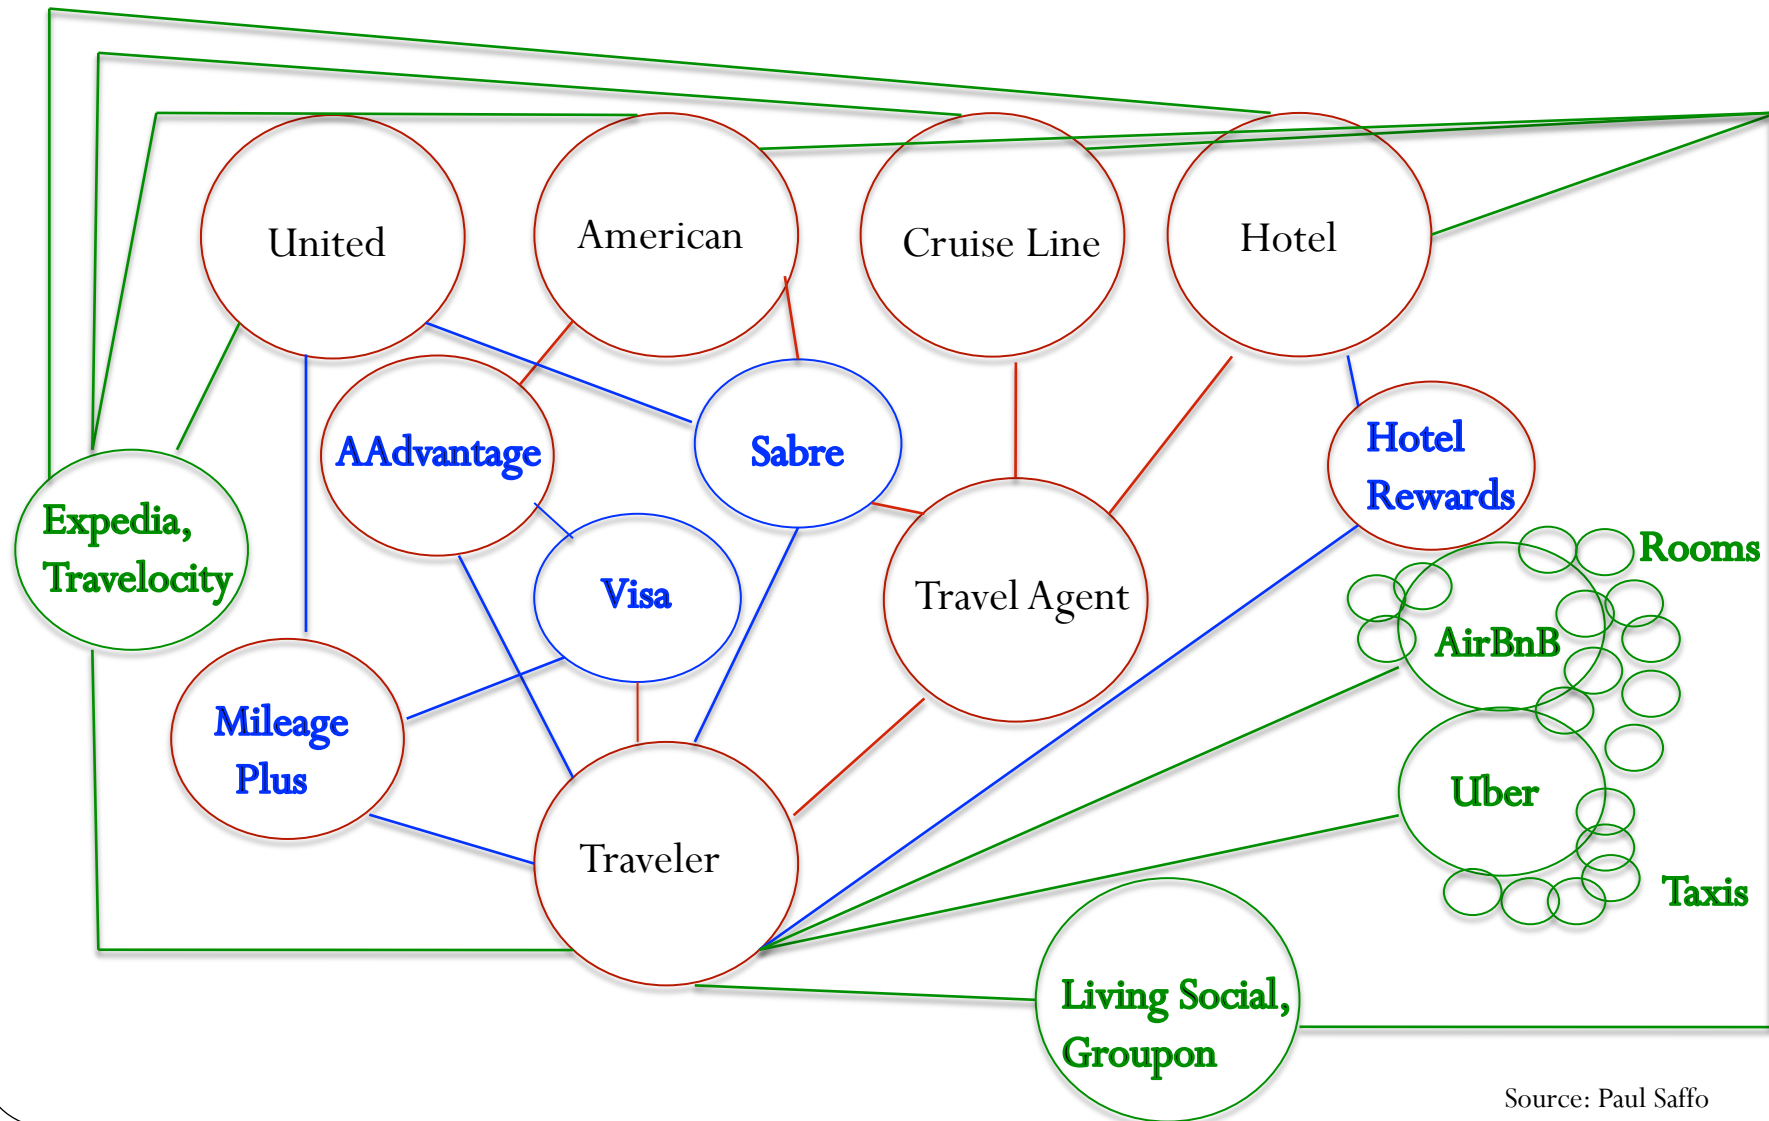 United
American
Cruise Line
Hotel
AAdvantage
Sabre
Hotel
Rewards
Expedia,
Travelocity
Visa
Travel Agent
Rooms
AirBnB
Mileage
Plus
Uber
Traveler
Taxis
Living Social,
Groupon
Source: Paul Saffo